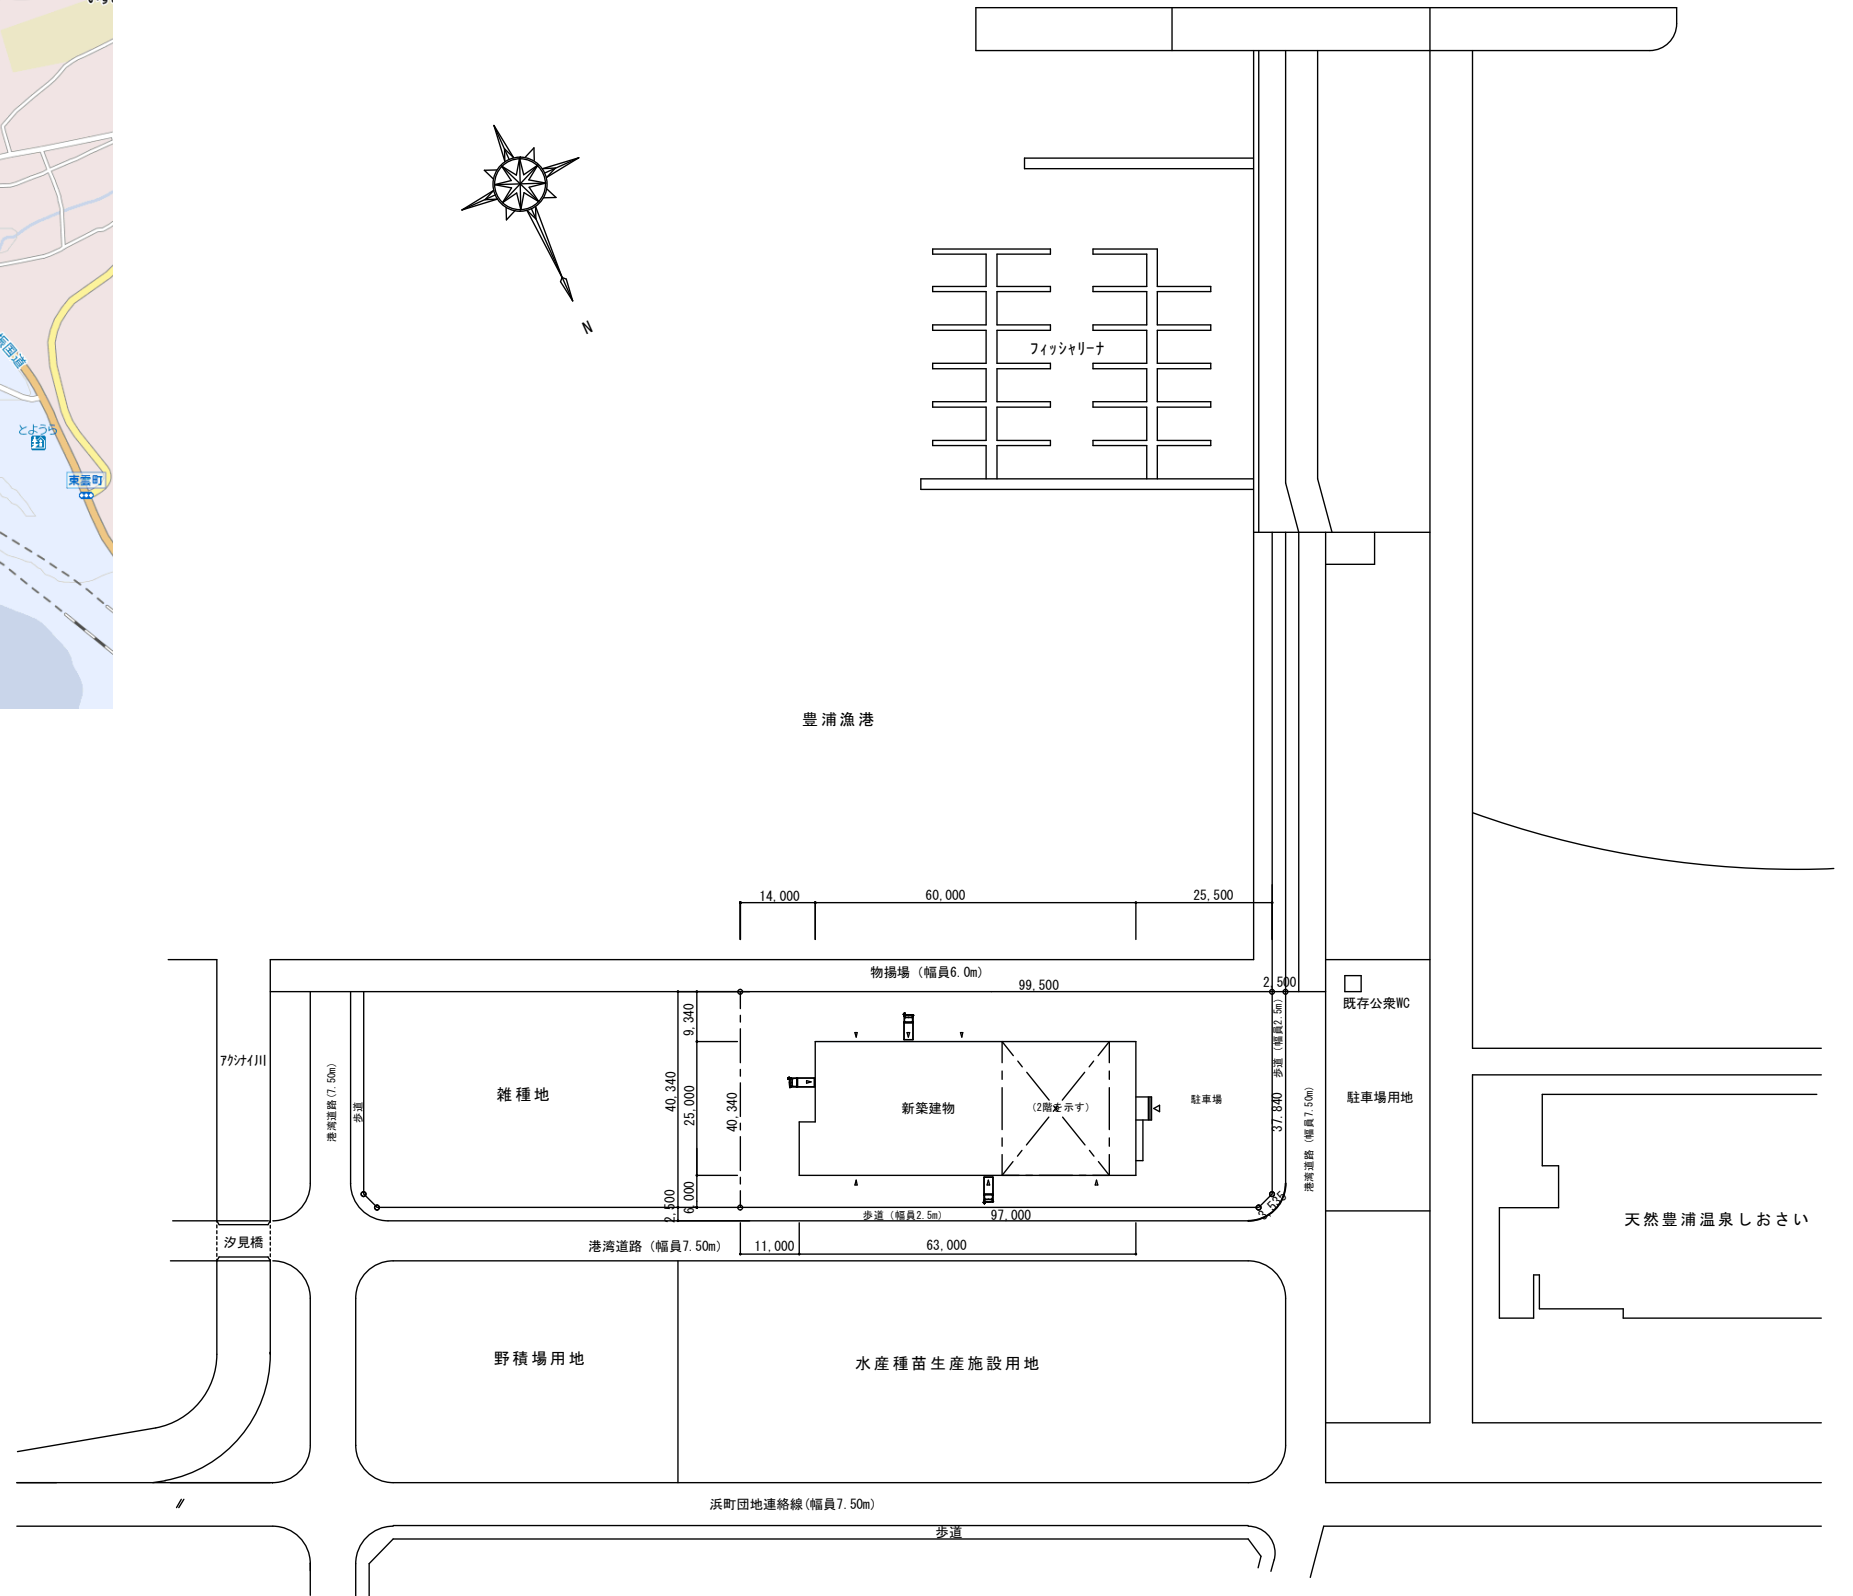 とようら
東雲町
N
フィッシャリーナ
豊浦漁港
14,000
60,000
25,500
物揚場（幅員6.0m）
99,500
2,500
既存公衆WC
アクシナイ川
港湾道路(7.50m)
歩道
雑種地
9,340
40,340
25,000
40,340
2,500
6,000
新築建物
(2階を示す)
駐車場
37.840
歩道（幅員2.5m）
港湾道路（幅員7.50m）
駐車場用地
3,535
歩道（幅員2.5m）
97,000
天然豊浦温泉しおさい
汐見橋
港湾道路（幅員7.50m）
11,000
63,000
野積場用地
水産種苗生産施設用地
浜町団地連絡線(幅員7.50m)
歩道